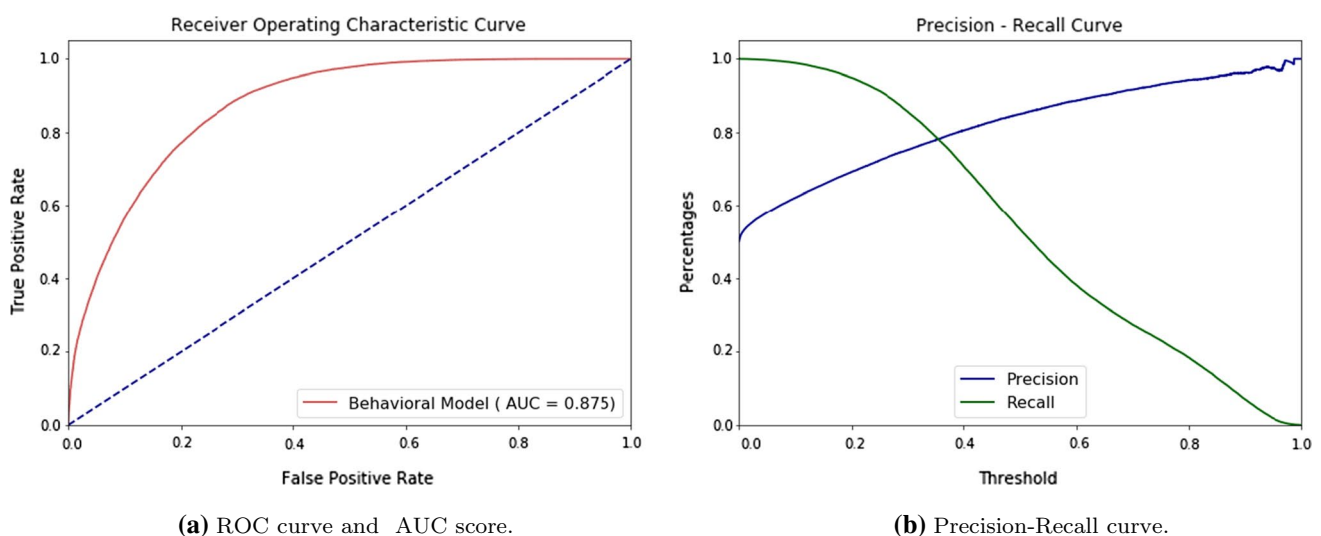 Receiver Operating Characteristic Curve
True Positive Rate
1.0
0.8
0.6
0.4
0.2
0.0
0.0 0.2 0.4 0.6 0.8 1.0
False Positive Rate
Behavioral Model ( AUC = 0.875)
(a) ROC curve and AUC score.
Precision - Recall Curve
Percentages
1.0
0.8
0.6
0.4
0.2
0.0
0.0 0.2 0.4 0.6 0.8 1.0
Threshold
Precision
Recall
(b) Precision-Recall curve.